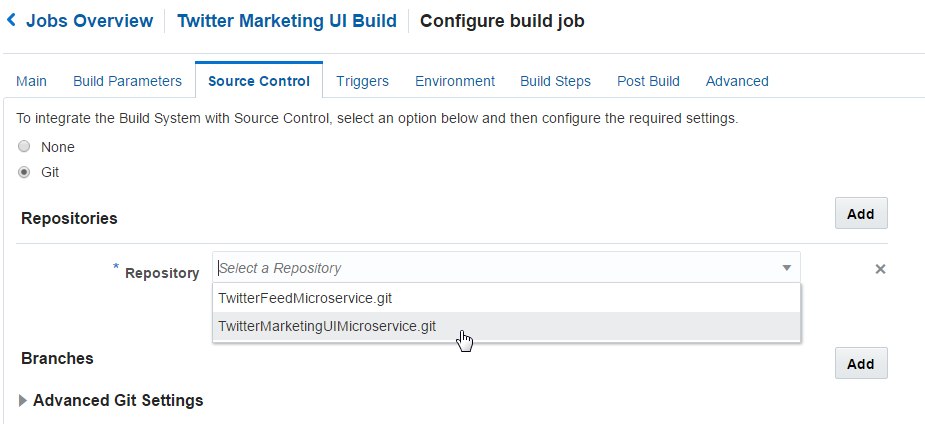 Jobs Overview Twitter Marketing UI Build Configure build job
Main Build Parameters Source Control Triggers Environment Build Steps Post Build Advanced
To integrate the Build System with Source Control, select an option below and then configure the required settings.
None
Git
Repositories Add
* Repository Select a Repository ×
TwitterFeedMicroservice.git
TwitterMarketingUIMicroservice.git
Branches Add
Advanced Git Settings